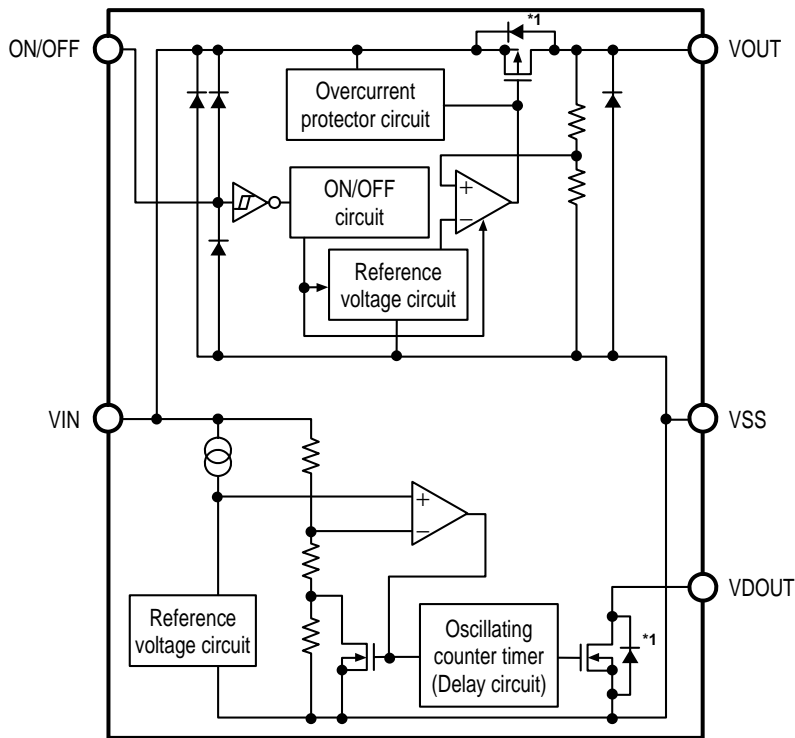 *1
ON/OFF
VOUT
Overcurrent
protector circuit
ON/OFF
circuit
+
−
Reference
voltage circuit
VIN
VSS
+
−
VDOUT
Reference
voltage circuit
Oscillating
counter timer
(Delay circuit)
*1